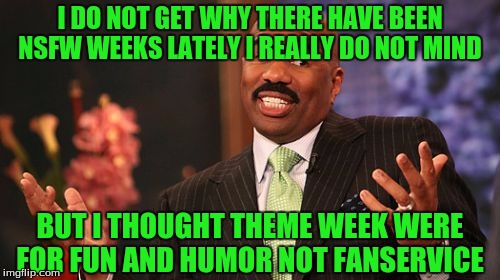 I DO NOT GET WHY THERE HAVE BEEN
NSFW WEEKS LATELY I REALLY DO NOT MIND
BUT I THOUGHT THEME WEEK WERE
FOR FUN AND HUMOR NOT FANSERVICE
imgflip.com